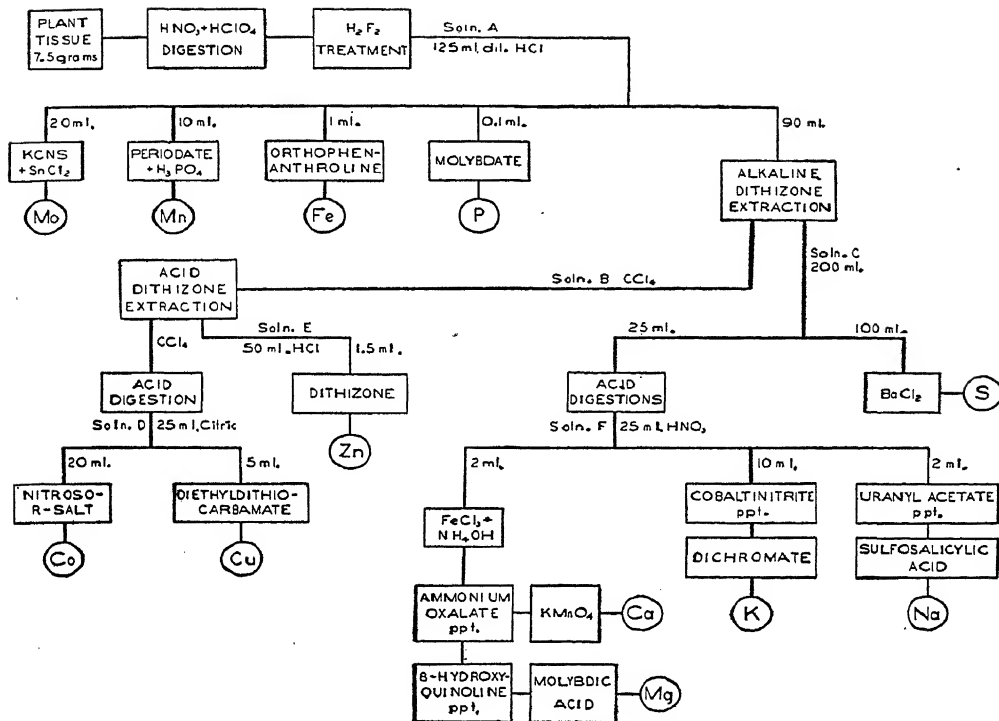 PLANT
TISSUE
7.5 grams
HNO₃+HClO₄
DIGESTION
H₂F₂
TREATMENT
Soln. A
125 ml. dil. HCl
20 ml.
10 ml.
1 ml.
0.1 ml.
90 ml.
KCNS
+ SnCl₂
PERIODATE
+ H₃PO₄
ORTHOPHEN-
ANTHROLINE
MOLYBDATE
ALKALINE
DITHIZONE
EXTRACTION
Mo
Mn
Fe
P
Soln. C
200 ml.
ACID
DITHIZONE
EXTRACTION
Soln. B CCl₄
CCl₄
Soln. E
50 ml. HCl
1.5 ml.
25 ml.
100 ml.
ACID
DIGESTION
DITHIZONE
ACID
DIGESTIONS
BaCl₂
S
Soln. D 25 ml. Citric
Zn
Soln. F 25 ml. HNO₃
20 ml.
5 ml.
2 ml.
10 ml.
2 ml.
NITROSO-
R-SALT
DIETHYLDITHIO-
CARBAMATE
FeCl₃ +
NH₄OH
COBALTINITRITE
ppt.
URANYL ACETATE
ppt.
Co
Cu
DICHROMATE
SULFOSALICYLIC
ACID
AMMONIUM
OXALATE
ppt.
KMnO₄
Ca
K
Na
8-HYDROXY-
QUINOLINE
ppt.
MOLYBDIC
ACID
Mg